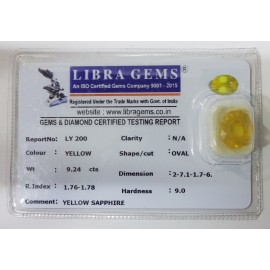 LIBRA GEMS
An ISO Certified Gems Company 9001 - 2015
Registered Under the Trade Marks with Govt. of India
www.libragems.co.in
GEMS & DIAMOND CERTIFIED TESTING REPORT
ReportNo: LY 200 Clarity : N/A
Colour : YELLOW Shape/cut : OVAL
Wt : 9.24 cts Dimension : 2-7.1-1.7-6.
R.Index : 1.76-1.78 Hardness : 9.0
Comment: YELLOW SAPPHIRE